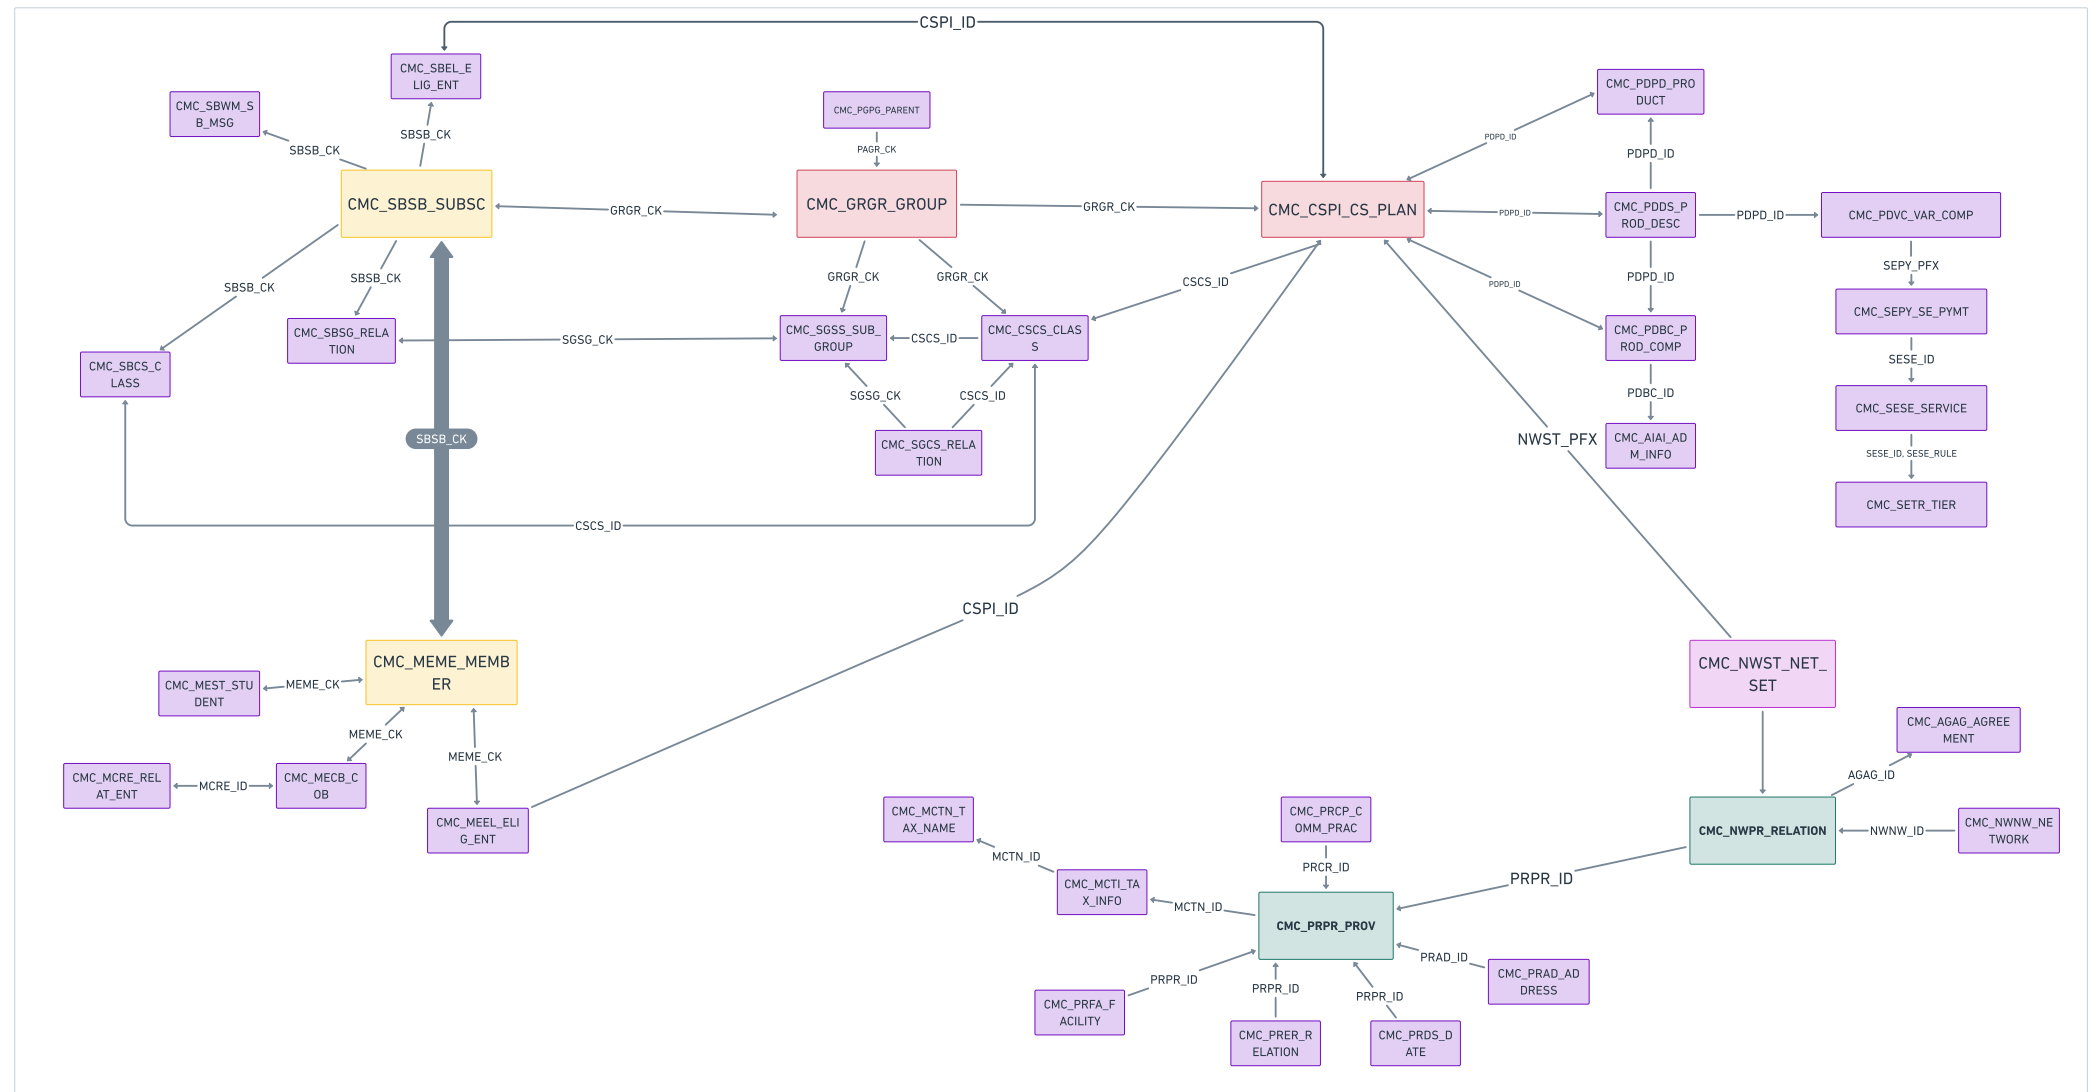 CSPI_ID
CMC_SBEL_E
LIG_ENT
CMC_SBWM_S
B_MSG
SBSB_CK
SBSB_CK
CMC_PGPG_PARENT
PAGR_CK
CMC_PDPD_PRO
DUCT
PDPD_ID
PDPD_ID
CMC_SBSB_SUBSC
GRGR_CK
CMC_GRGR_GROUP
GRGR_CK
CMC_CSPI_CS_PLAN
PDPD_ID
CMC_PDDS_P
ROD_DESC
PDPD_ID
CMC_PDVC_VAR_COMP
SBSB_CK
SBSB_CK
GRGR_CK
GRGR_CK
CSCS_ID
PDPD_ID
PDPD_ID
SEPY_PFX
CMC_SEPY_SE_PYMT
CMC_SBSG_RELA
TION
SGSG_CK
CMC_SGSS_SUB_
GROUP
CSCS_ID
CMC_CSCS_CLAS
S
CMC_PDBC_P
ROD_COMP
SESE_ID
CMC_SBCS_C
LASS
SGSG_CK
CSCS_ID
PDBC_ID
CMC_SESE_SERVICE
SBSB_CK
CMC_SGCS_RELA
TION
NWST_PFX
CMC_AIAI_AD
M_INFO
SESE_ID, SESE_RULE
CMC_SETR_TIER
CSCS_ID
CSPI_ID
CMC_MEME_MEMB
ER
CMC_MEST_STU
DENT
MEME_CK
CMC_NWST_NET_
SET
MEME_CK
MEME_CK
CMC_AGAG_AGREE
MENT
AGAG_ID
CMC_MCRE_REL
AT_ENT
MCRE_ID
CMC_MECB_C
OB
CMC_MEEL_ELI
G_ENT
CMC_MCTN_T
AX_NAME
CMC_PRCP_C
OMM_PRAC
CMC_NWPR_RELATION
NWNW_ID
CMC_NWNW_NE
TWORK
MCTN_ID
PRCR_ID
PRPR_ID
CMC_MCTI_TA
X_INFO
MCTN_ID
CMC_PRPR_PROV
PRAD_ID
PRPR_ID
PRPR_ID
PRPR_ID
CMC_PRAD_AD
DRESS
CMC_PRFA_F
ACILITY
CMC_PRER_R
ELATION
CMC_PRDS_D
ATE